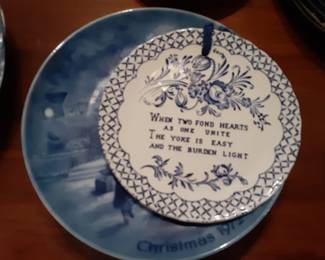 WHEN TWO FOND HEARTS
AS ONE UNITE
THE YOKE IS EASY
AND THE BURDEN LIGHT
Christmas